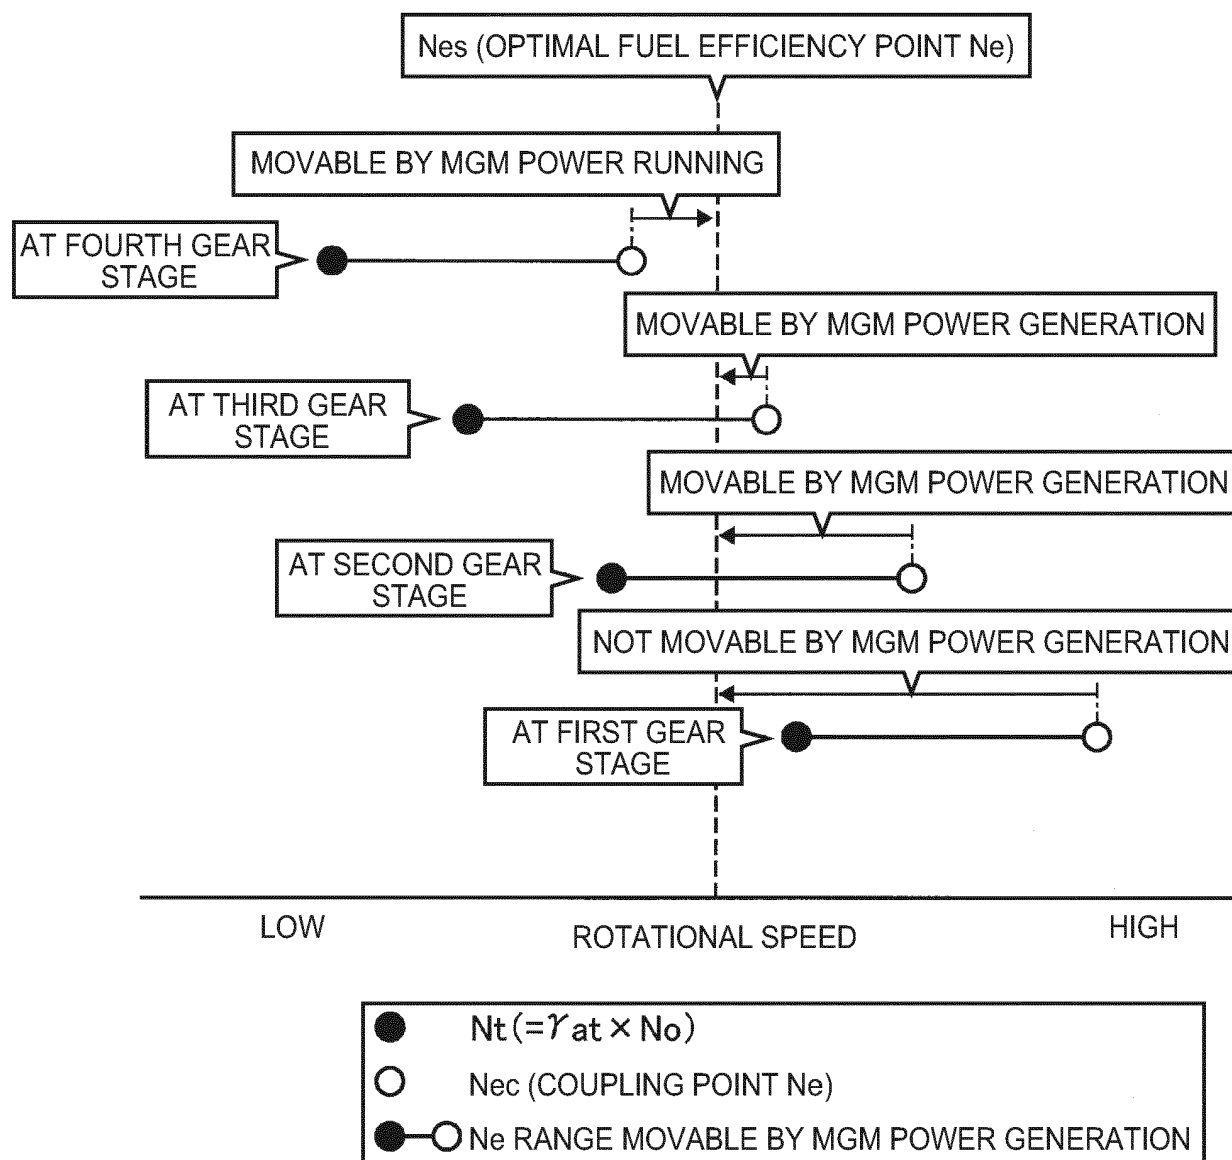 Nes (OPTIMAL FUEL EFFICIENCY POINT Ne)
MOVABLE BY MGM POWER RUNNING
AT FOURTH GEAR
STAGE
MOVABLE BY MGM POWER GENERATION
AT THIRD GEAR
STAGE
MOVABLE BY MGM POWER GENERATION
AT SECOND GEAR
STAGE
NOT MOVABLE BY MGM POWER GENERATION
AT FIRST GEAR
STAGE
LOW
ROTATIONAL SPEED
HIGH
Nt(=γat×No)
Nec (COUPLING POINT Ne)
Ne RANGE MOVABLE BY MGM POWER GENERATION